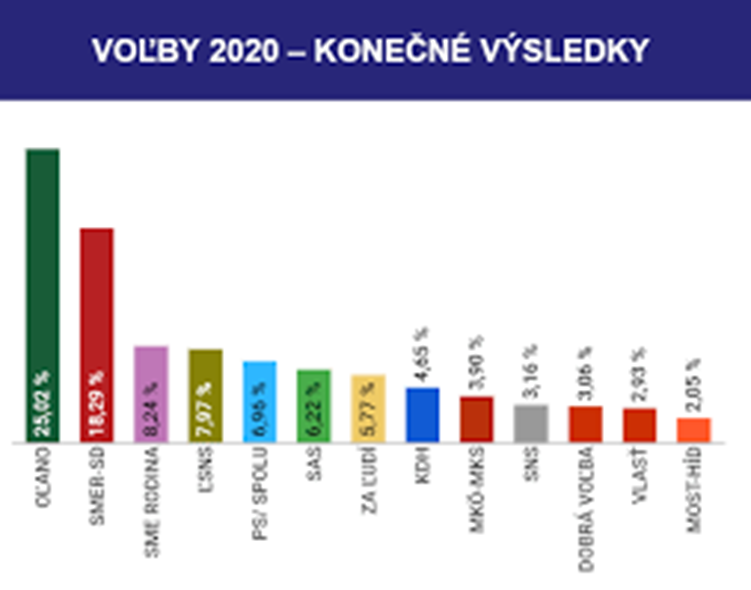 VOĽBY 2020 – KONEČNÉ VÝSLEDKY
25,02 %
18,29 %
8,24 %
7,97 %
6,96 %
6,22 %
5,77 %
4,65 %
3,90 %
3,16 %
3,06 %
2,93 %
2,05 %
OĽANO
SMER-SD
SME RODINA
ĽSNS
PS/ SPOLU
SAS
ZA ĽUDÍ
KDH
MKÖ-MKS
SNS
DOBRÁ VOĽBA
VLASŤ
MOST-HÍD